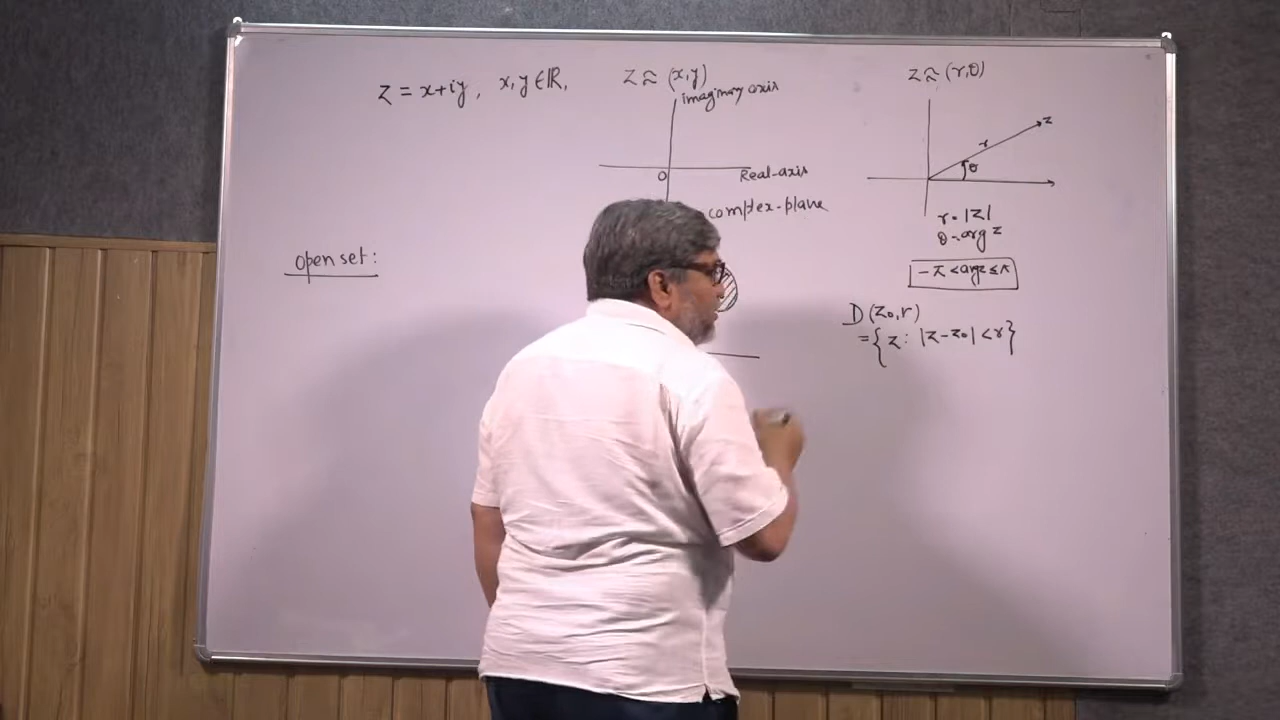 z = x+iy, x,y ∈ ℝ,
z ≈ (x,y)
imaginary axis
Real-axis
0
complex-plane
z ≈ (r,θ)
z
r
θ
r = |z|
θ = arg z
-π < arg z ≤ π
open set:
D(z₀,r)
= {z: |z-z₀| < r}